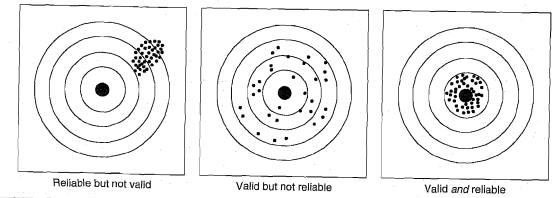 Reliable but not valid
Valid but not reliable
Valid and reliable